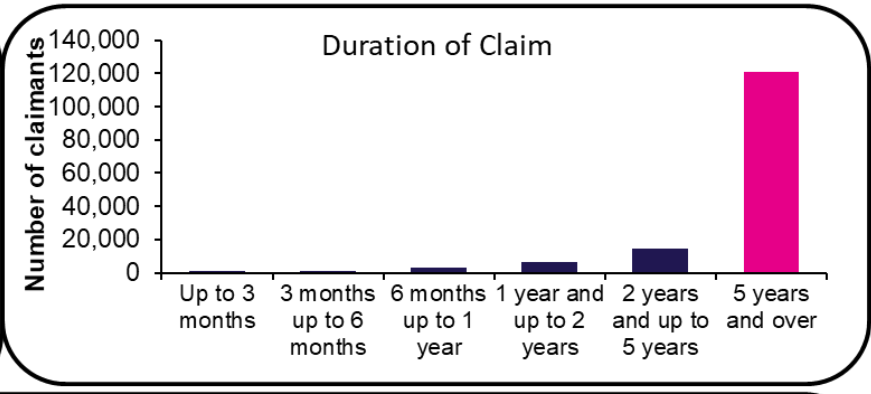 Duration of Claim
Number of claimants
140,000
120,000
100,000
80,000
60,000
40,000
20,000
0
Up to 3
months
3 months
up to 6
months
6 months
up to 1
year
1 year and
up to 2
years
2 years
and up to
5 years
5 years
and over